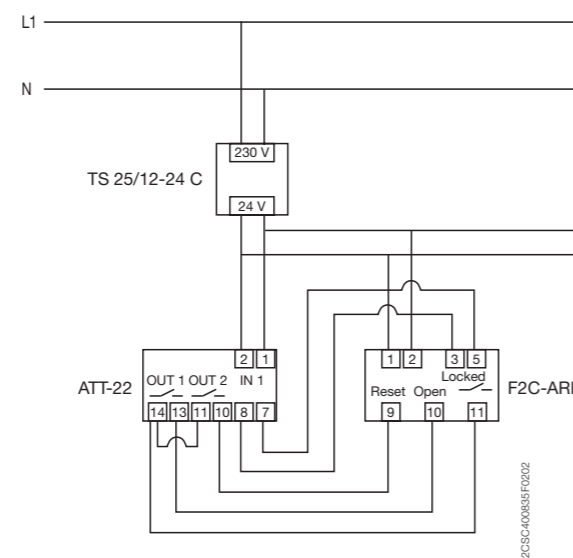 L1
N
230 V
TS 25/12-24 C
24 V
2 1
1 2 3 5
ATT-22
OUT 1 OUT 2 IN 1
Locked
Reset Open
F2C-ARI
14 13 11 10 8 7
9 10 11
2CSC400835F0202